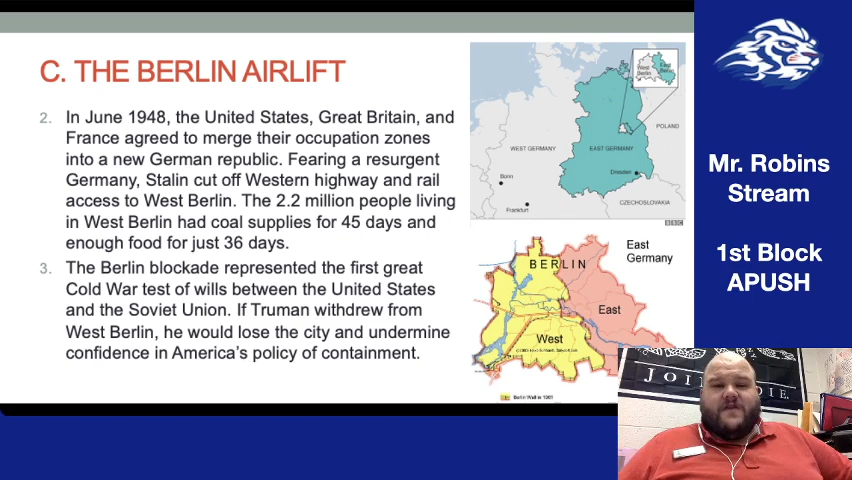 C. THE BERLIN AIRLIFT
2. In June 1948, the United States, Great Britain, and
France agreed to merge their occupation zones
into a new German republic. Fearing a resurgent
Germany, Stalin cut off Western highway and rail
access to West Berlin. The 2.2 million people living
in West Berlin had coal supplies for 45 days and
enough food for just 36 days.
3. The Berlin blockade represented the first great
Cold War test of wills between the United States
and the Soviet Union. If Truman withdrew from
West Berlin, he would lose the city and undermine
confidence in America's policy of containment.
West
Berlin
East
Berlin
POLAND
WEST GERMANY
EAST GERMANY
Bonn
Dresden
Frankfurt
CZECHOSLOVAKIA
BBC
BERLIN
East
Germany
East
West
Berlin Wall in 1961
Mr. Robins
Stream
1st Block
APUSH
JOIN
DIE.